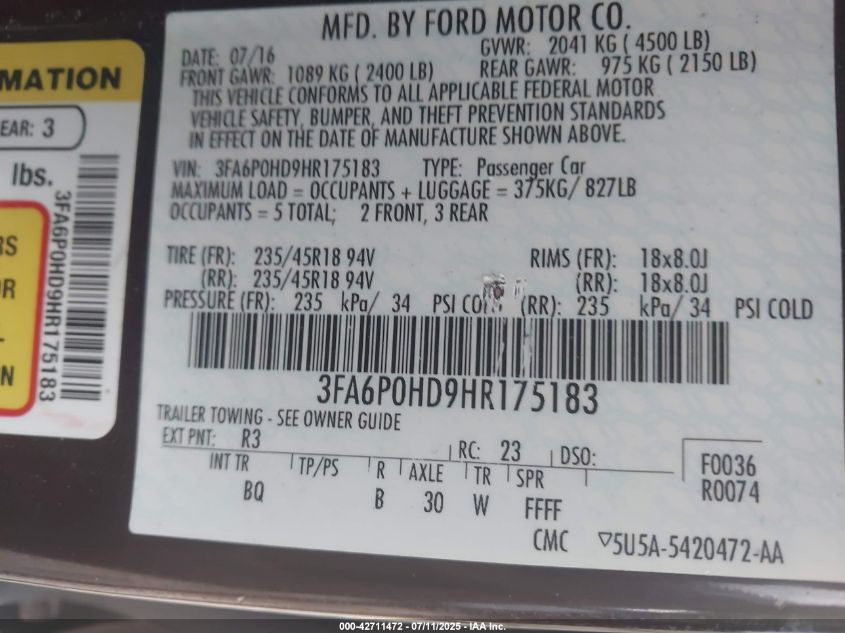 MFD. BY FORD MOTOR CO.
DATE: 07/16 GVWR: 2041 KG ( 4500 LB)
FRONT GAWR: 1089 KG ( 2400 LB) REAR GAWR: 975 KG ( 2150 LB)
THIS VEHICLE CONFORMS TO ALL APPLICABLE FEDERAL MOTOR
VEHICLE SAFETY, BUMPER, AND THEFT PREVENTION STANDARDS
IN EFFECT ON THE DATE OF MANUFACTURE SHOWN ABOVE.
VIN: 3FA6P0HD9HR175183 TYPE: Passenger Car
MAXIMUM LOAD = OCCUPANTS + LUGGAGE = 375KG/ 827LB
OCCUPANTS = 5 TOTAL; 2 FRONT, 3 REAR
TIRE (FR): 235/45R18 94V RIMS (FR): 18x8.0J
(RR): 235/45R18 94V (RR): 18x8.0J
PRESSURE (FR): 235 kPa/ 34 PSI (RR): 235 kPa/ 34 PSI COLD
3FA6P0HD9HR175183
TRAILER TOWING - SEE OWNER GUIDE
EXT PNT: R3 RC: 23 DSO:
INT TR TP/PS R AXLE TR SPR
BQ B 30 W FFFF
F0036
R0074
CMC ▽5U5A-5420472-AA
MATION
EAR: 3
lbs.
3FA6P0HD9HR175183
RS
OR
L
N
000-42711472 - 07/11/2025 - IAA Inc.